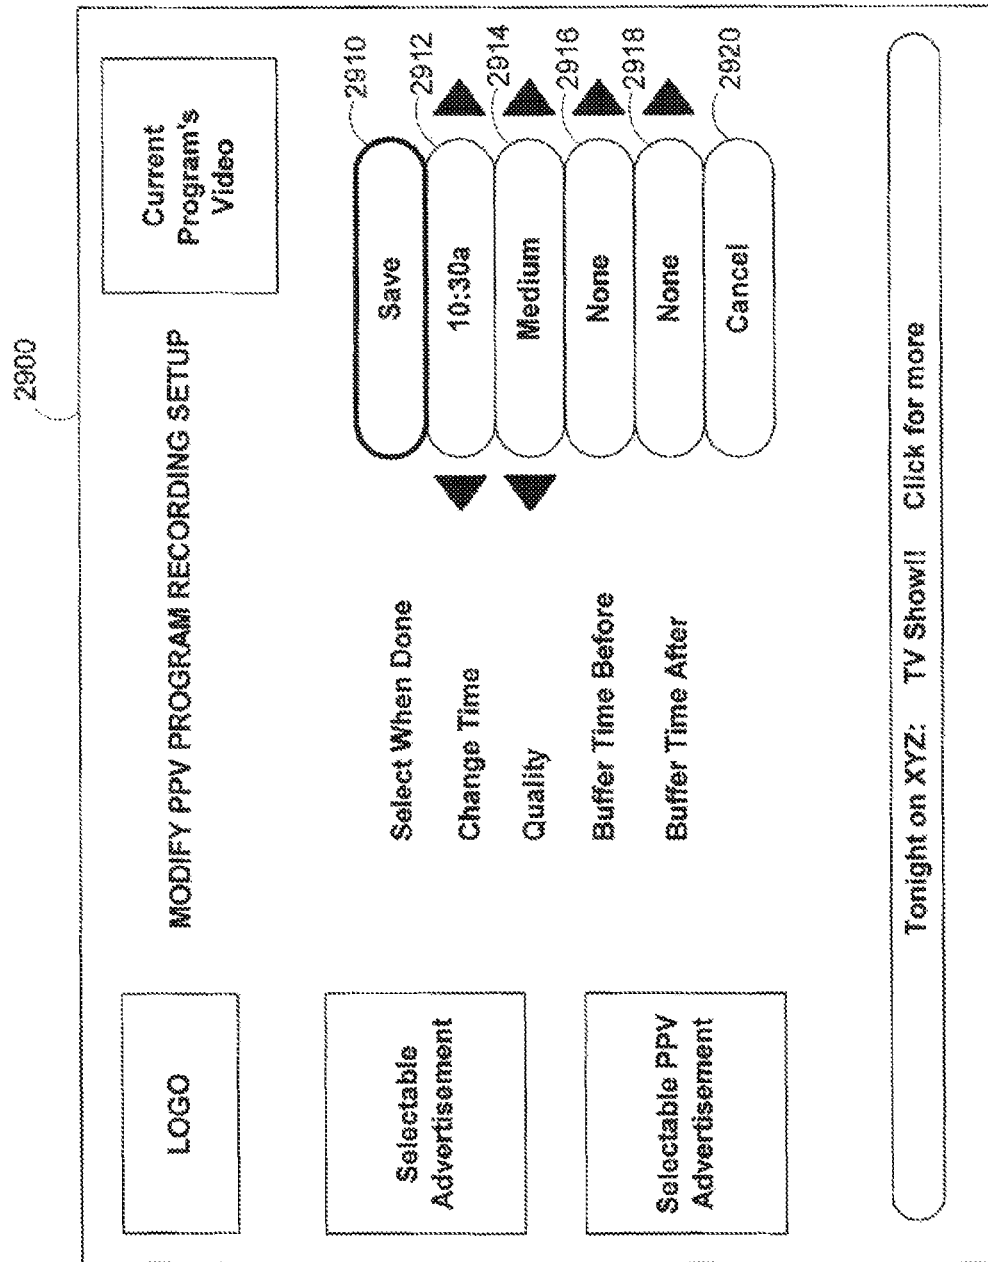 2900
LOGO
MODIFY PPV PROGRAM RECORDING SETUP
Current
Program's
Video
Selectable
Advertisement
Selectable PPV
Advertisement
Select When Done
Save
2910
Change Time
10:30a
2912
Quality
Medium
2914
Buffer Time Before
None
2916
Buffer Time After
None
2918
Cancel
2920
Tonight on XYZ: TV Show!! Click for more